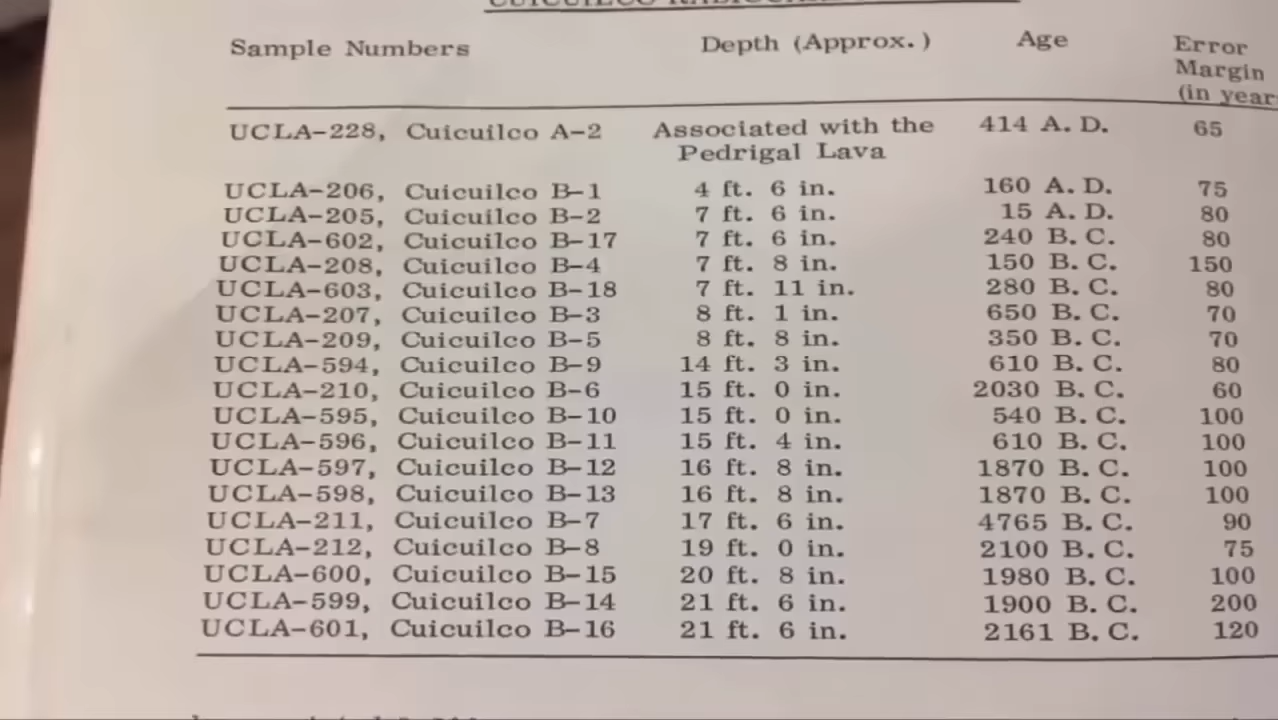 Sample Numbers Depth (Approx.) Age Error
Margin
(in year
UCLA-228, Cuicuilco A-2 Associated with the 414 A. D. 65
Pedrigal Lava
UCLA-206, Cuicuilco B-1 4 ft. 6 in. 160 A. D. 75
UCLA-205, Cuicuilco B-2 7 ft. 6 in. 15 A. D. 80
UCLA-602, Cuicuilco B-17 7 ft. 6 in. 240 B. C. 80
UCLA-208, Cuicuilco B-4 7 ft. 8 in. 150 B. C. 150
UCLA-603, Cuicuilco B-18 7 ft. 11 in. 280 B. C. 80
UCLA-207, Cuicuilco B-3 8 ft. 1 in. 650 B. C. 70
UCLA-209, Cuicuilco B-5 8 ft. 8 in. 350 B. C. 70
UCLA-594, Cuicuilco B-9 14 ft. 3 in. 610 B. C. 80
UCLA-210, Cuicuilco B-6 15 ft. 0 in. 2030 B. C. 60
UCLA-595, Cuicuilco B-10 15 ft. 0 in. 540 B. C. 100
UCLA-596, Cuicuilco B-11 15 ft. 4 in. 610 B. C. 100
UCLA-597, Cuicuilco B-12 16 ft. 8 in. 1870 B. C. 100
UCLA-598, Cuicuilco B-13 16 ft. 8 in. 1870 B. C. 100
UCLA-211, Cuicuilco B-7 17 ft. 6 in. 4765 B. C. 90
UCLA-212, Cuicuilco B-8 19 ft. 0 in. 2100 B. C. 75
UCLA-600, Cuicuilco B-15 20 ft. 8 in. 1980 B. C. 100
UCLA-599, Cuicuilco B-14 21 ft. 6 in. 1900 B. C. 200
UCLA-601, Cuicuilco B-16 21 ft. 6 in. 2161 B. C. 120